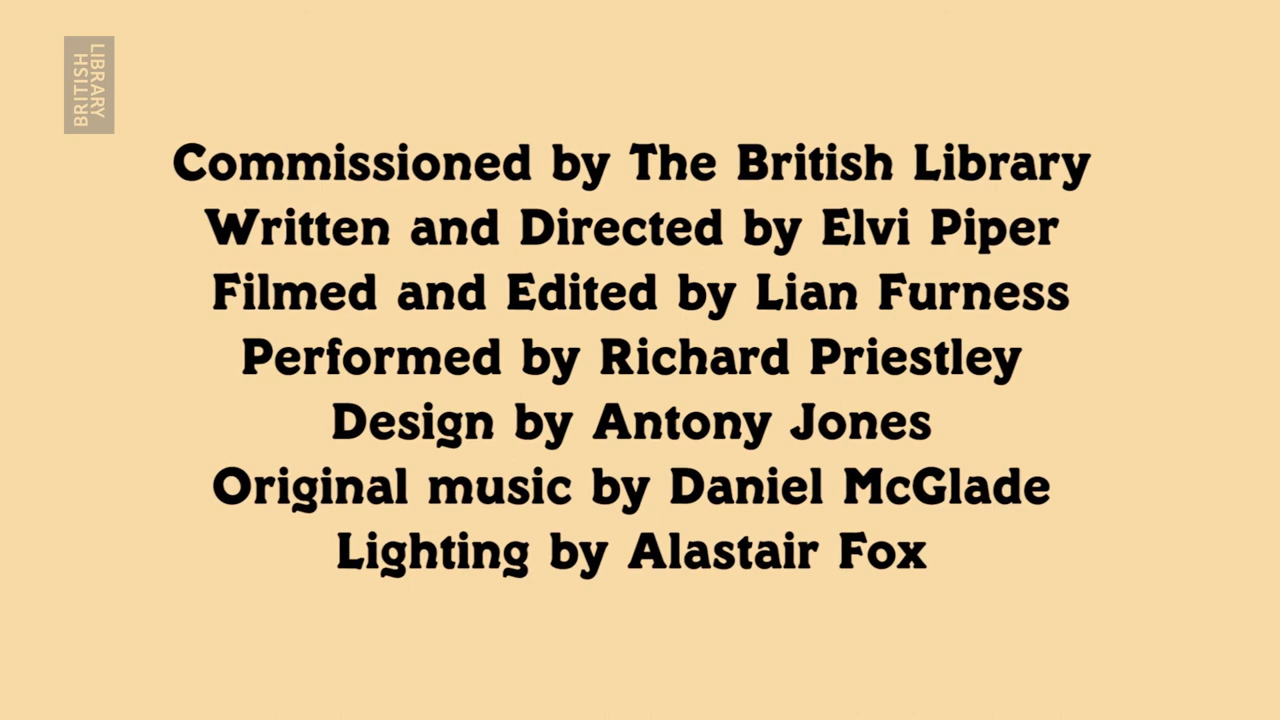 BRITISH
LIBRARY
Commissioned by The British Library
Written and Directed by Elvi Piper
Filmed and Edited by Lian Furness
Performed by Richard Priestley
Design by Antony Jones
Original music by Daniel McGlade
Lighting by Alastair Fox